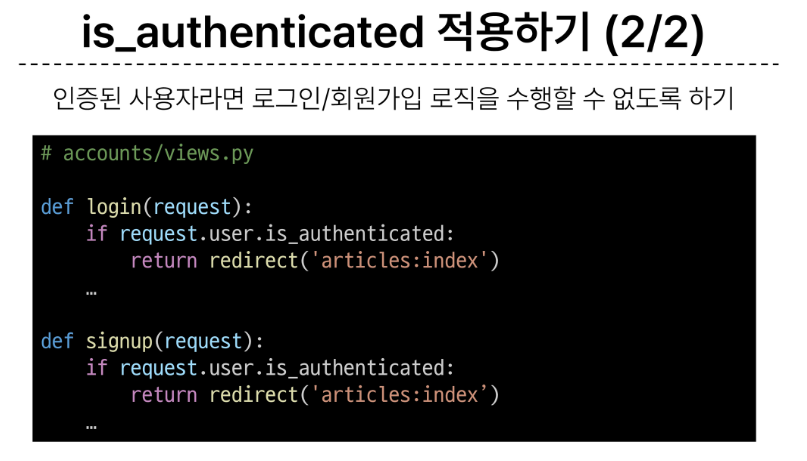 is_authenticated 적용하기 (2/2)
인증된 사용자라면 로그인/회원가입 로직을 수행할 수 없도록 하기
# accounts/views.py
def login(request):
    if request.user.is_authenticated:
        return redirect('articles:index')
    …
def signup(request):
    if request.user.is_authenticated:
        return redirect('articles:index’)
    …